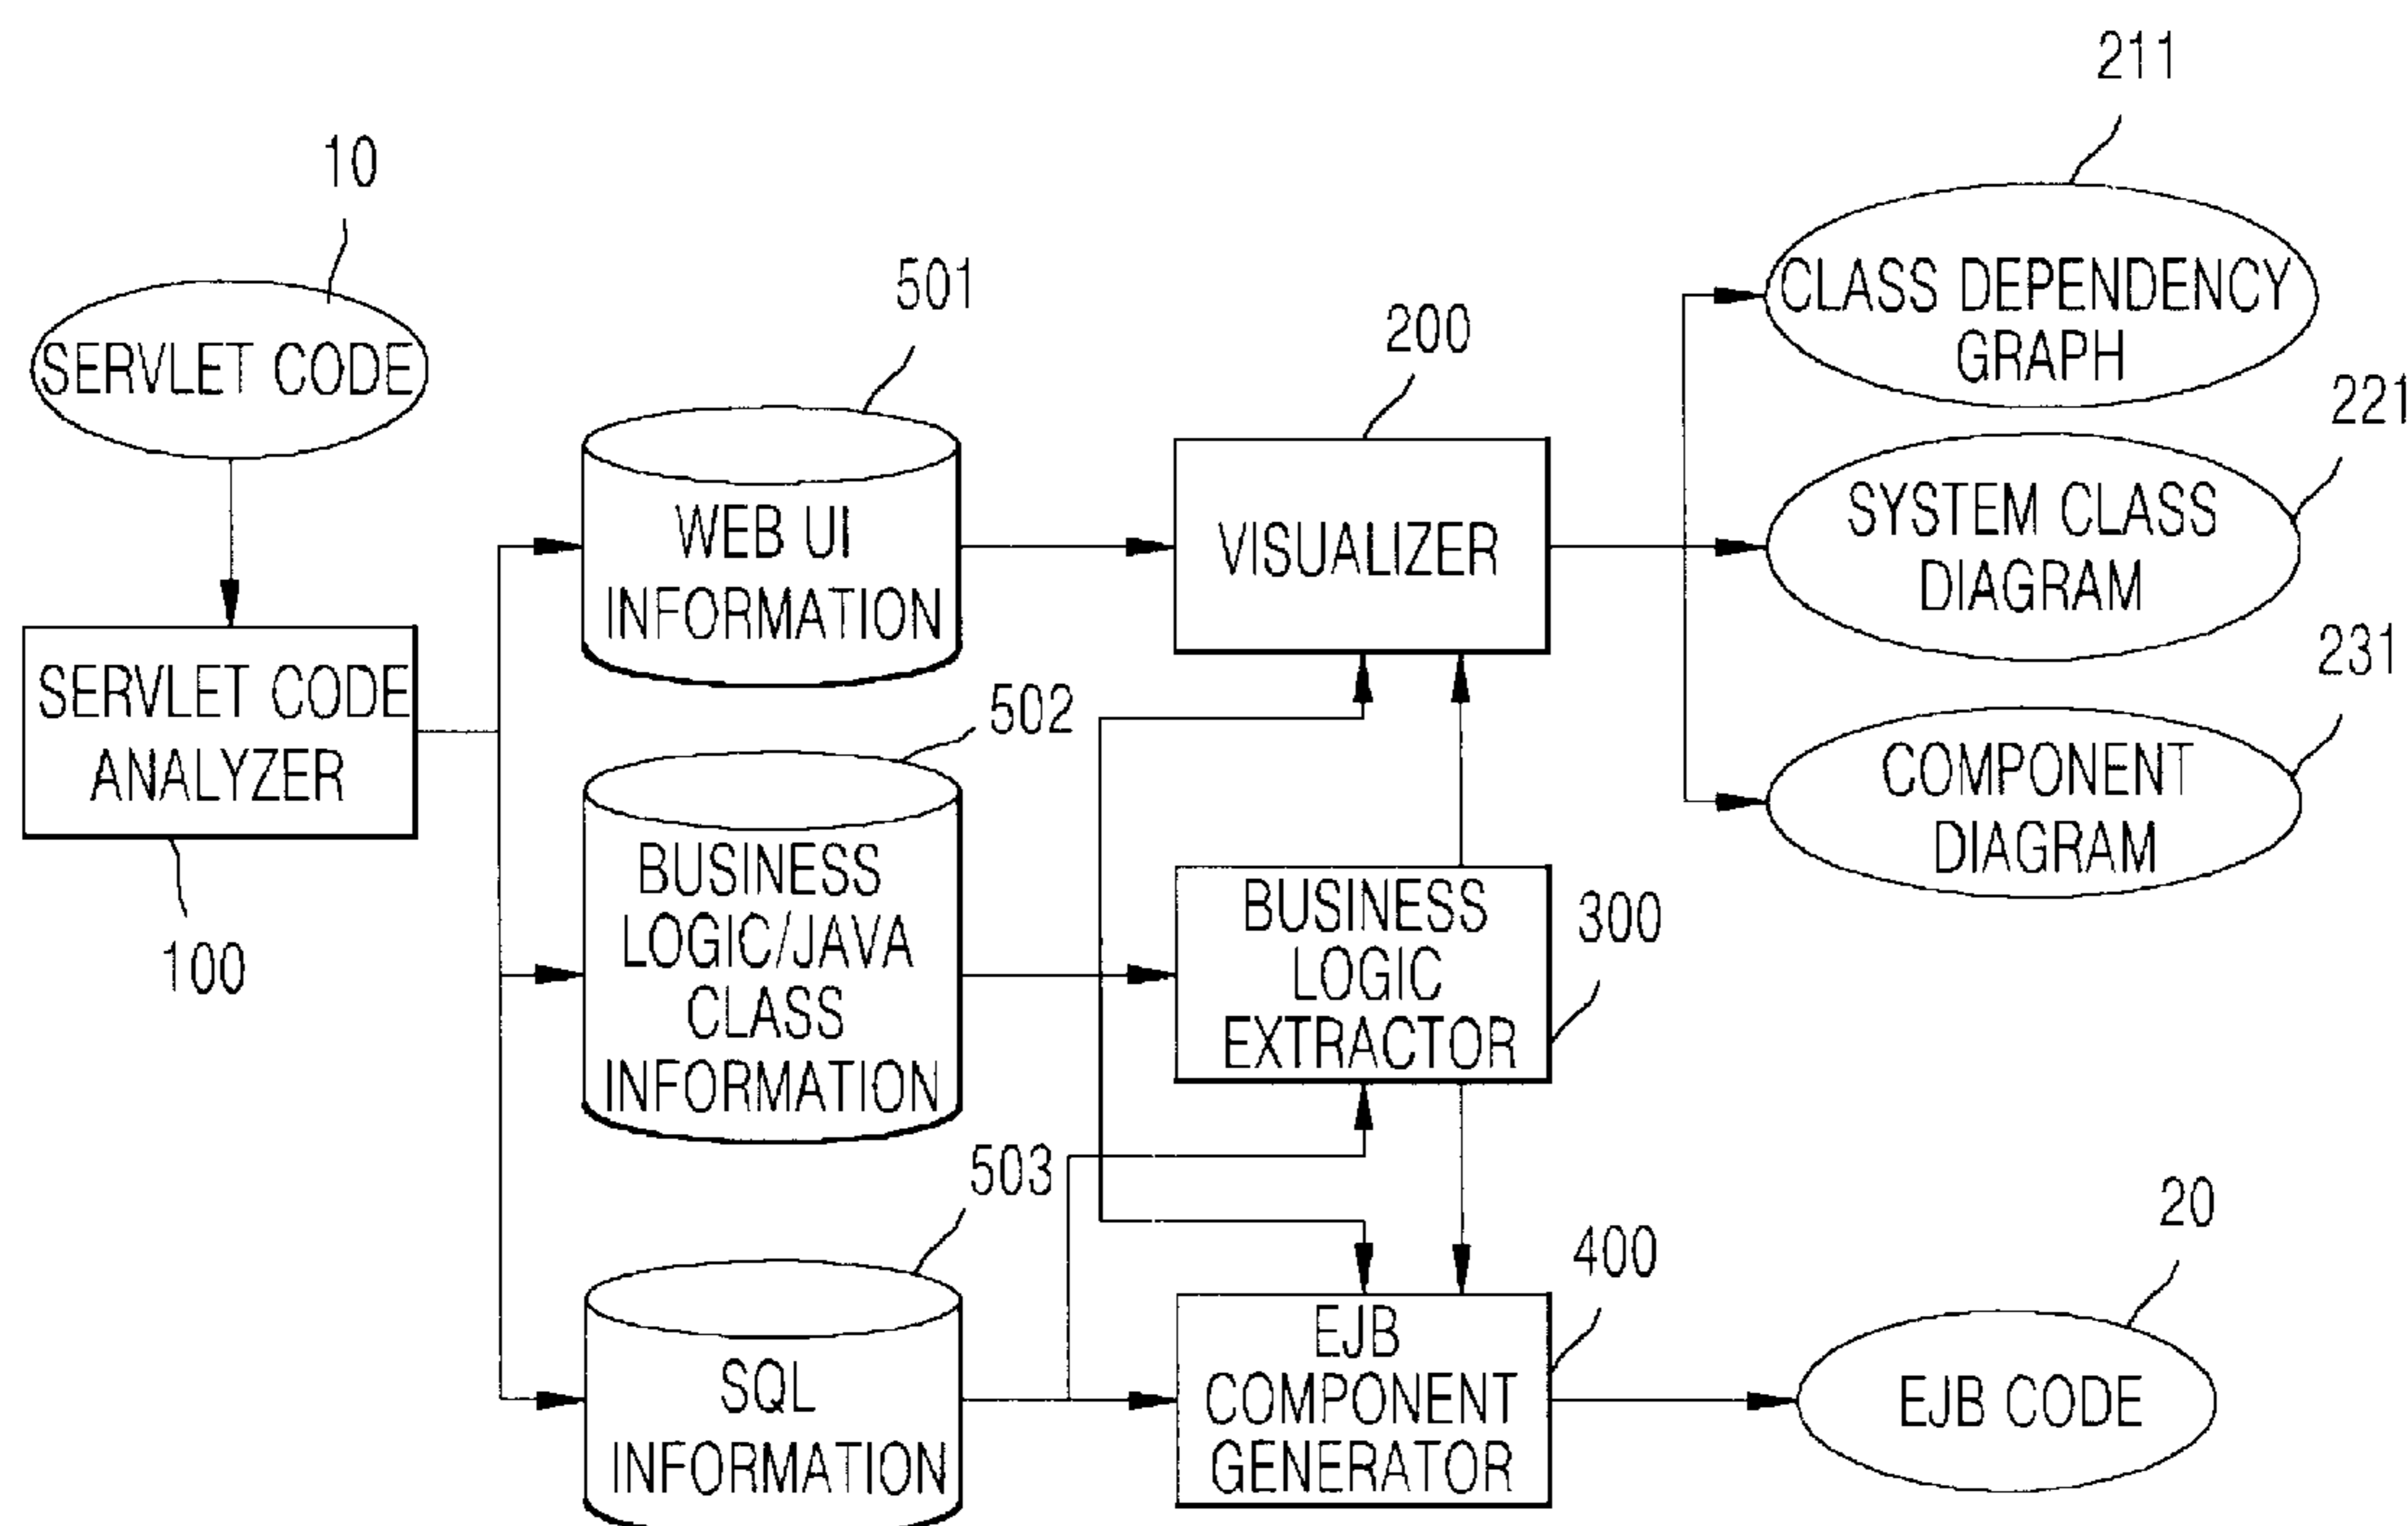 211
10
501
CLASS DEPENDENCY
GRAPH
200
SERVLET CODE
221
WEB UI
INFORMATION
VISUALIZER
SYSTEM CLASS
DIAGRAM
231
SERVLET CODE
ANALYZER
502
COMPONENT
DIAGRAM
100
BUSINESS
LOGIC/JAVA
CLASS
INFORMATION
BUSINESS
LOGIC
EXTRACTOR
300
503
20
400
SQL
INFORMATION
EJB
COMPONENT
GENERATOR
EJB CODE